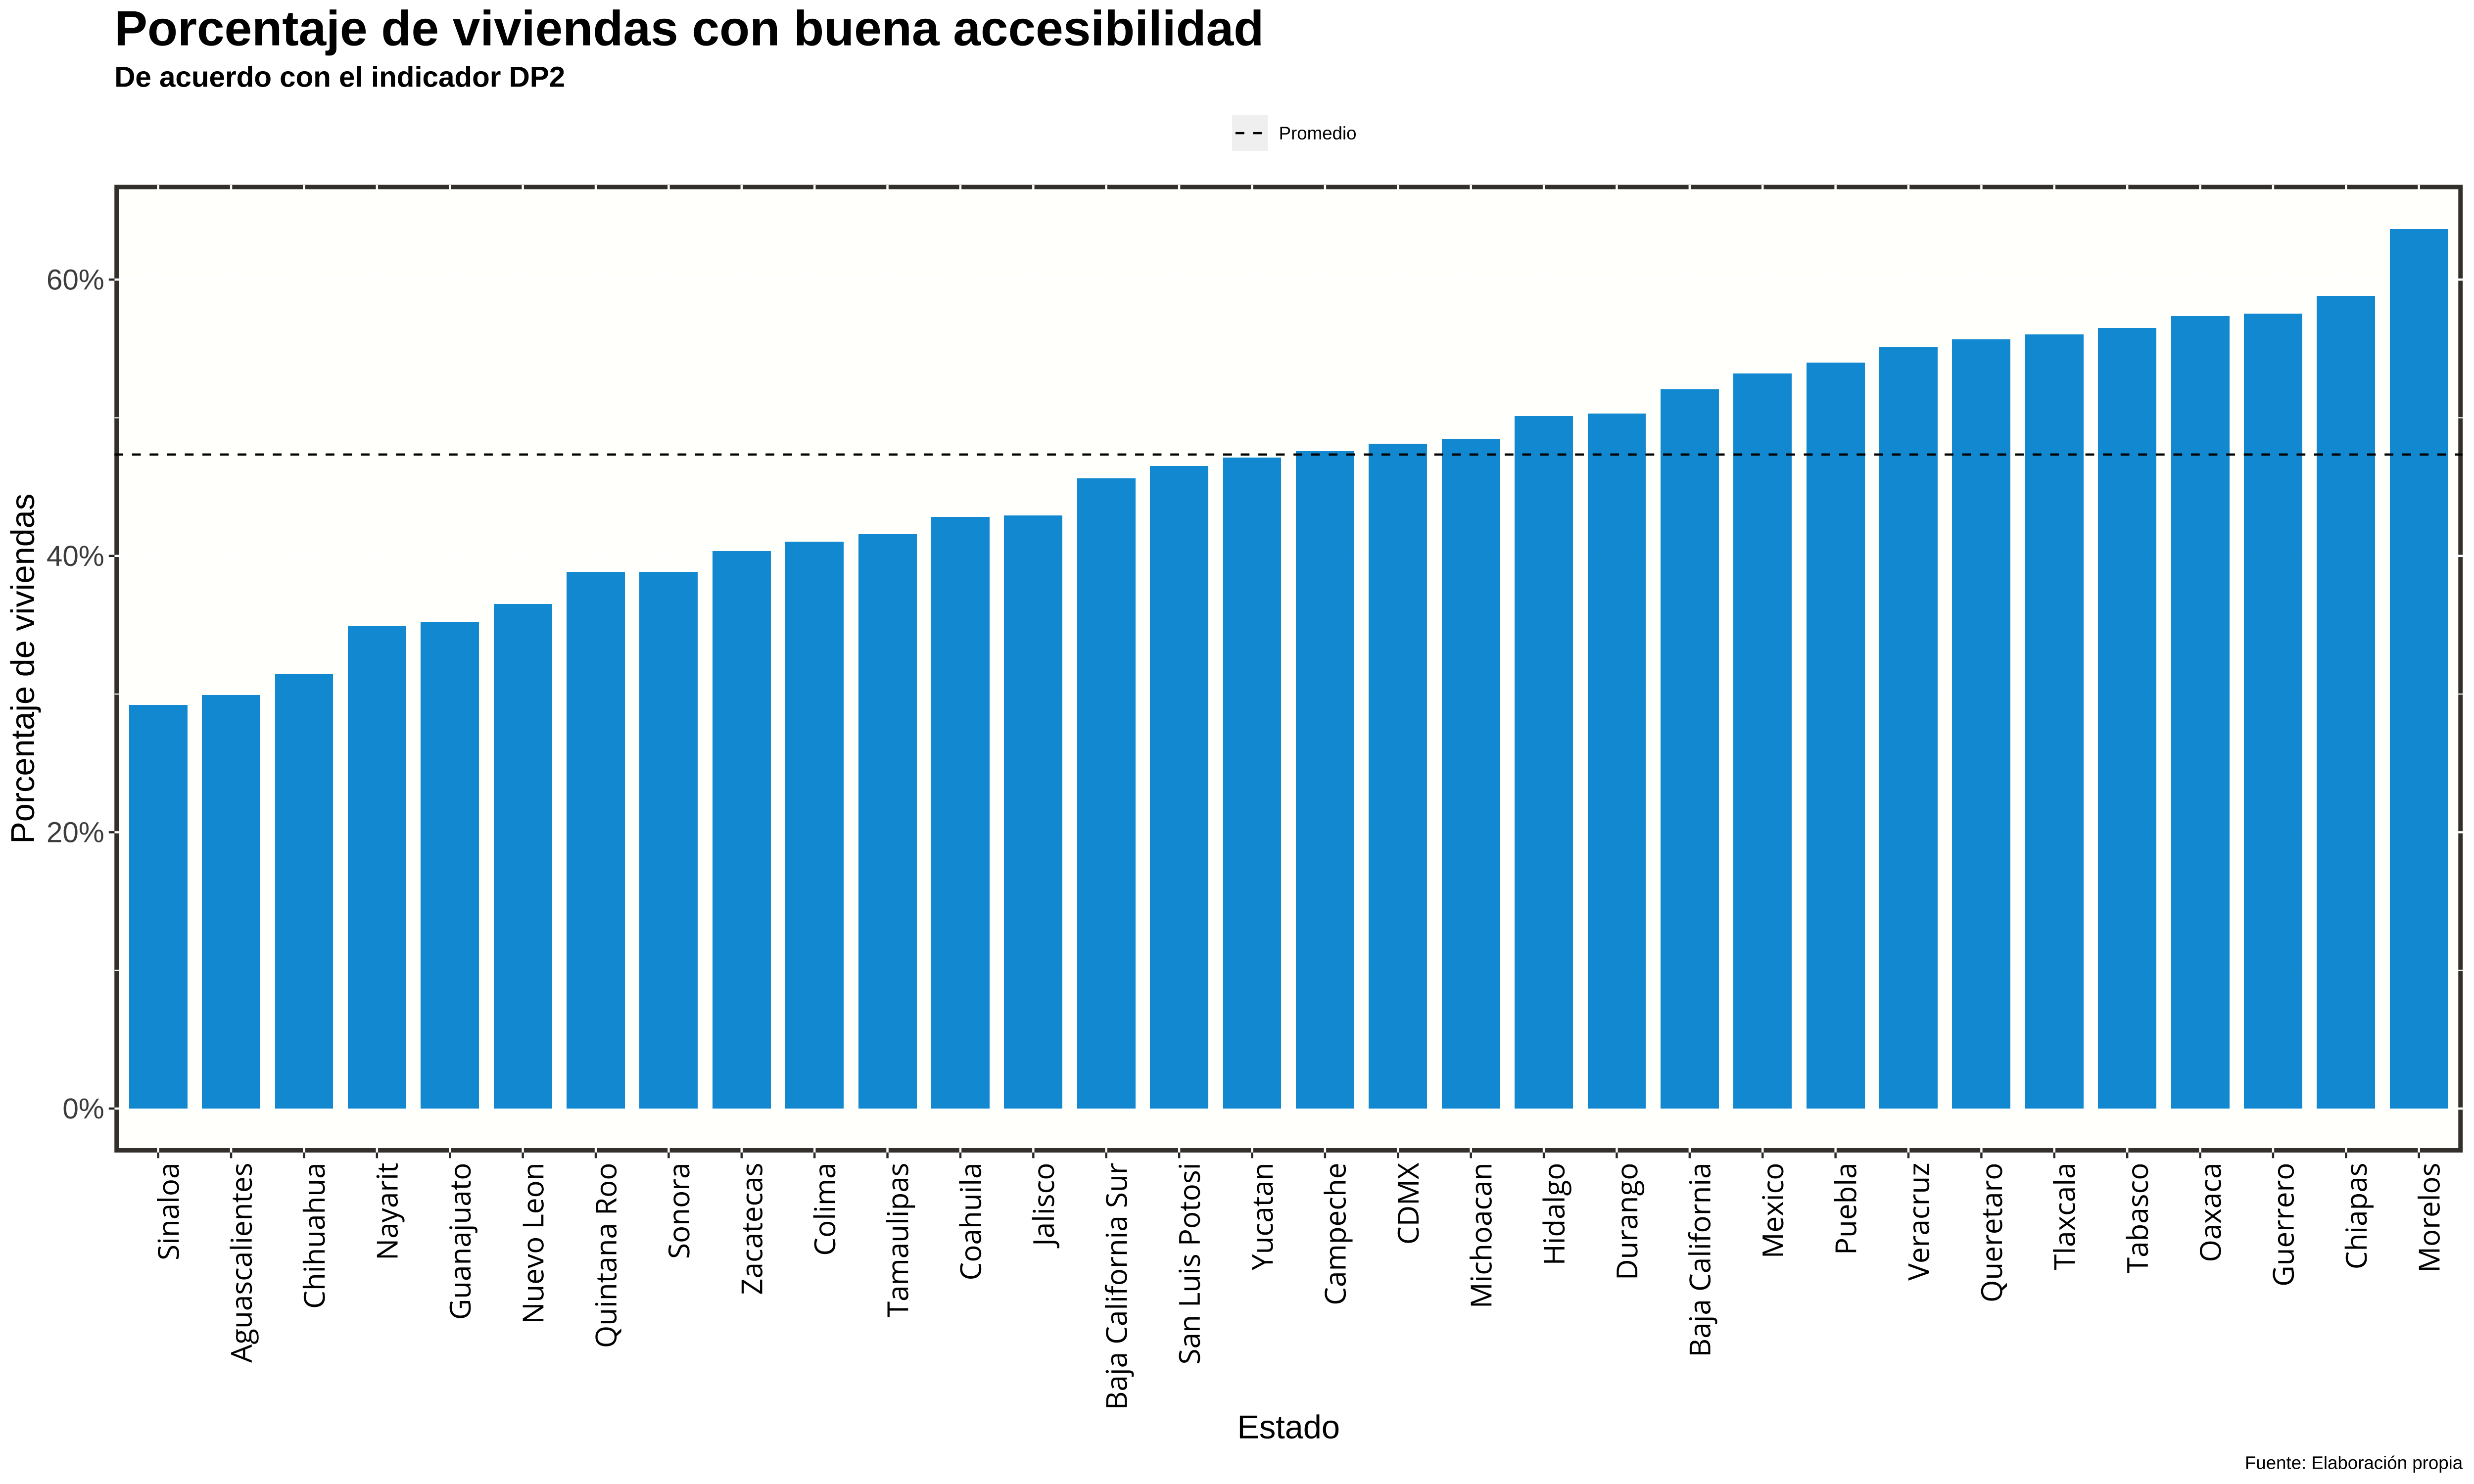 Porcentaje de viviendas con buena accesibilidad
De acuerdo con el indicador DP2
Promedio
Porcentaje de viviendas
60%
40%
20%
0%
Sinaloa
Aguascalientes
Chihuahua
Nayarit
Guanajuato
Nuevo Leon
Quintana Roo
Sonora
Zacatecas
Colima
Tamaulipas
Coahuila
Jalisco
Baja California Sur
San Luis Potosi
Yucatan
Campeche
CDMX
Michoacan
Hidalgo
Durango
Baja California
Mexico
Puebla
Veracruz
Queretaro
Tlaxcala
Tabasco
Oaxaca
Guerrero
Chiapas
Morelos
Estado
Fuente: Elaboración propia